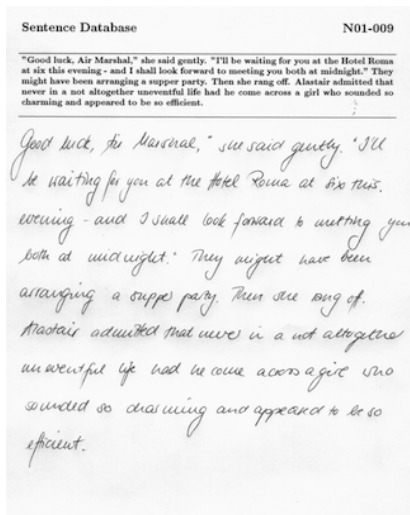 Sentence Database N01-009
"Good luck, Air Marshal," she said gently. "I'll be waiting for you at the Hotel Roma
at six this evening - and I shall look forward to meeting you both at midnight." They
might have been arranging a supper party. Then she rang off. Alastair admitted that
never in a not altogether uneventful life had he come across a girl who sounded so
charming and appeared to be so efficient.
Good luck, Air Marshal," she said gently. "I'll
be waiting for you at the Hotel Roma at six this.
evening - and I shall look forward to meeting you
both at midnight." They might have been
arranging a supper party. Then she rang off.
Alastair admitted that never in a not altogether
uneventful life had he come across a girl who
sounded so charming and appeared to be so
efficient.